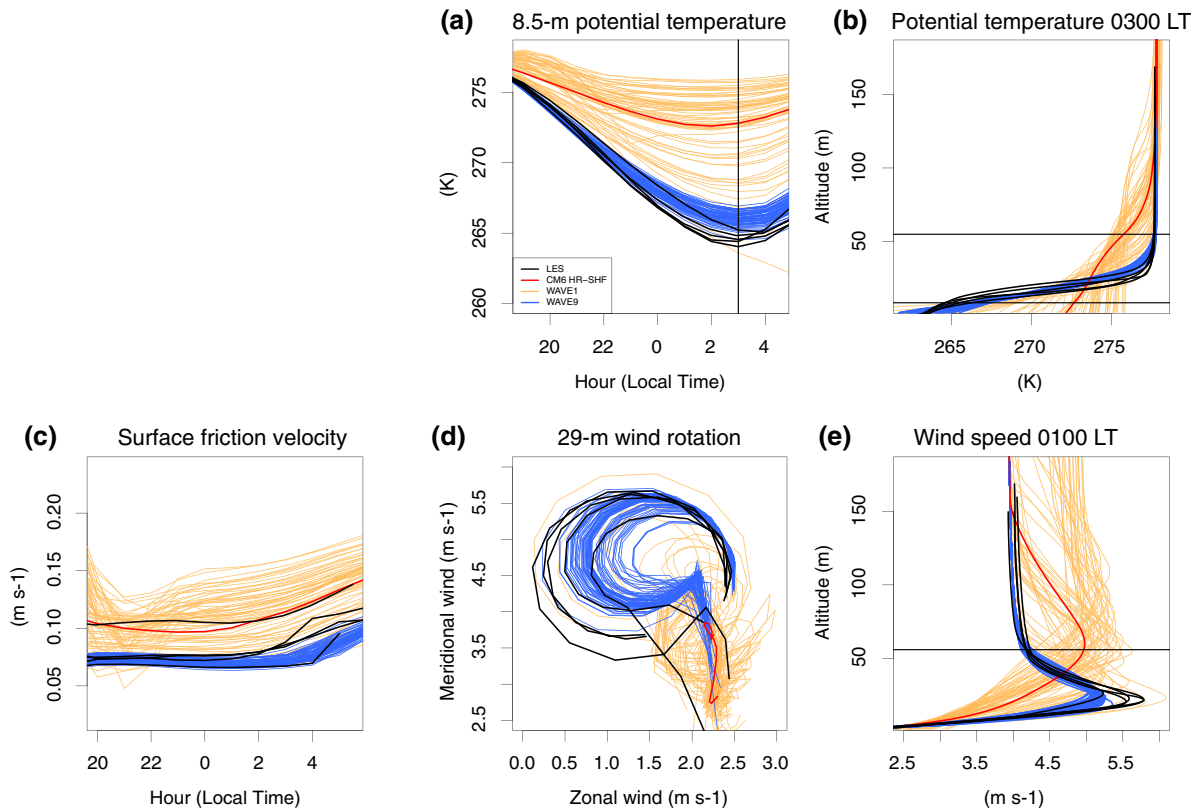 (a) 8.5-m potential temperature
(K)
260 265 270 275
20 22 0 2 4
Hour (Local Time)
LES
CM6 HR-SHF
WAVE1
WAVE9
(b) Potential temperature 0300 LT
Altitude (m)
50 100 150
265 270 275
(K)
(c) Surface friction velocity
(m s-1)
0.05 0.10 0.15 0.20
20 22 0 2 4
Hour (Local Time)
(d) 29-m wind rotation
Meridional wind (m s-1)
2.5 3.5 4.5 5.5
0.0 0.5 1.0 1.5 2.0 2.5 3.0
Zonal wind (m s-1)
(e) Wind speed 0100 LT
Altitude (m)
50 100 150
2.5 3.5 4.5 5.5
(m s-1)